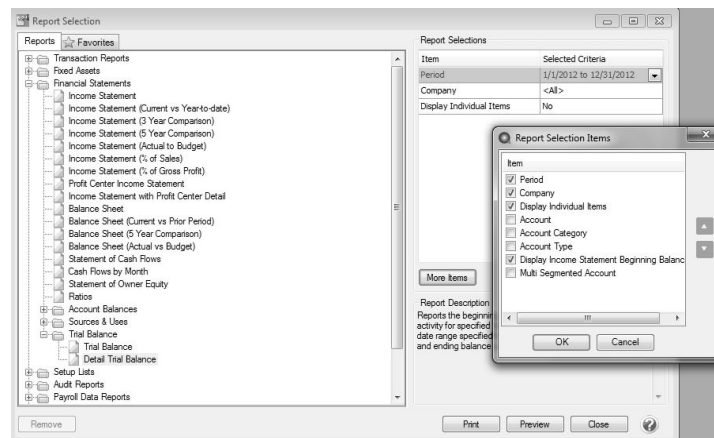 Report Selection
Reports
Favorites
Transaction Reports
Fixed Assets
Financial Statements
Income Statement
Income Statement (Current vs Year-to-date)
Income Statement (3 Year Comparison)
Income Statement (5 Year Comparison)
Income Statement (Actual to Budget)
Income Statement (% of Sales)
Income Statement (% of Gross Profit)
Profit Center Income Statement
Income Statement with Profit Center Detail
Balance Sheet
Balance Sheet (Current vs Prior Period)
Balance Sheet (5 Year Comparison)
Balance Sheet (Actual vs Budget)
Statement of Cash Flows
Cash Flows by Month
Statement of Owner Equity
Ratios
Account Balances
Sources & Uses
Trial Balance
Trial Balance
Detail Trial Balance
Setup Lists
Audit Reports
Payroll Data Reports
Remove
Report Selections
Item Selected Criteria
Period 1/1/2012 to 12/31/2012
Company <All>
Display Individual Items No
More Items
Report Description
Reports the beginnin
activity for specified
date range specified
and ending balance
Report Selection Items
Item
Period
Company
Display Individual Items
Account
Account Category
Account Type
Display Income Statement Beginning Balanc
Multi Segmented Account
OK Cancel
Print Preview Close